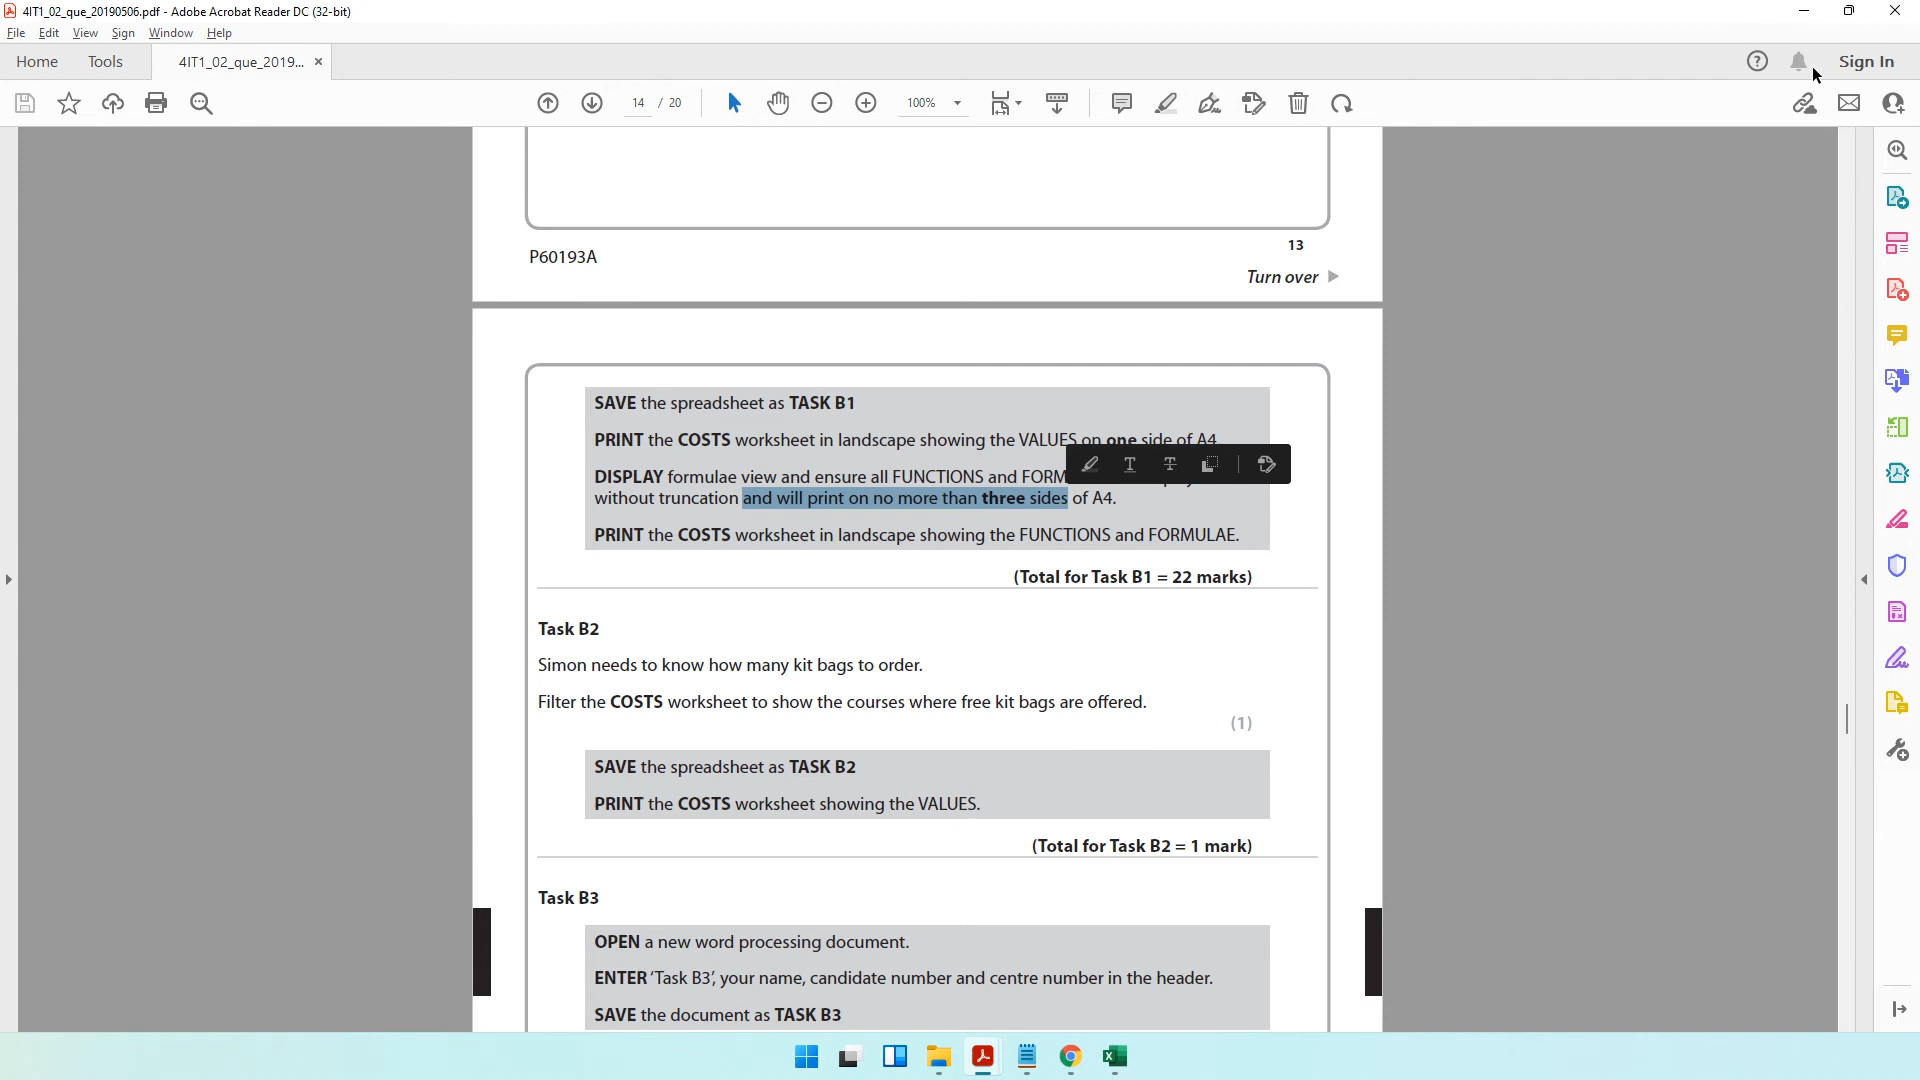 4IT1_02_que_20190506.pdf - Adobe Acrobat Reader DC (32-bit)
File Edit View Sign Window Help
Home Tools 4IT1_02_que_2019... × Sign In
14 / 20 100%
P60193A
13
Turn over
SAVE the spreadsheet as TASK B1
PRINT the COSTS worksheet in landscape showing the VALUES on one side of A4.
DISPLAY formulae view and ensure all FUNCTIONS and FORM
without truncation and will print on no more than three sides of A4.
PRINT the COSTS worksheet in landscape showing the FUNCTIONS and FORMULAE.
(Total for Task B1 = 22 marks)
Task B2
Simon needs to know how many kit bags to order.
Filter the COSTS worksheet to show the courses where free kit bags are offered.
(1)
SAVE the spreadsheet as TASK B2
PRINT the COSTS worksheet showing the VALUES.
(Total for Task B2 = 1 mark)
Task B3
OPEN a new word processing document.
ENTER ‘Task B3’, your name, candidate number and centre number in the header.
SAVE the document as TASK B3